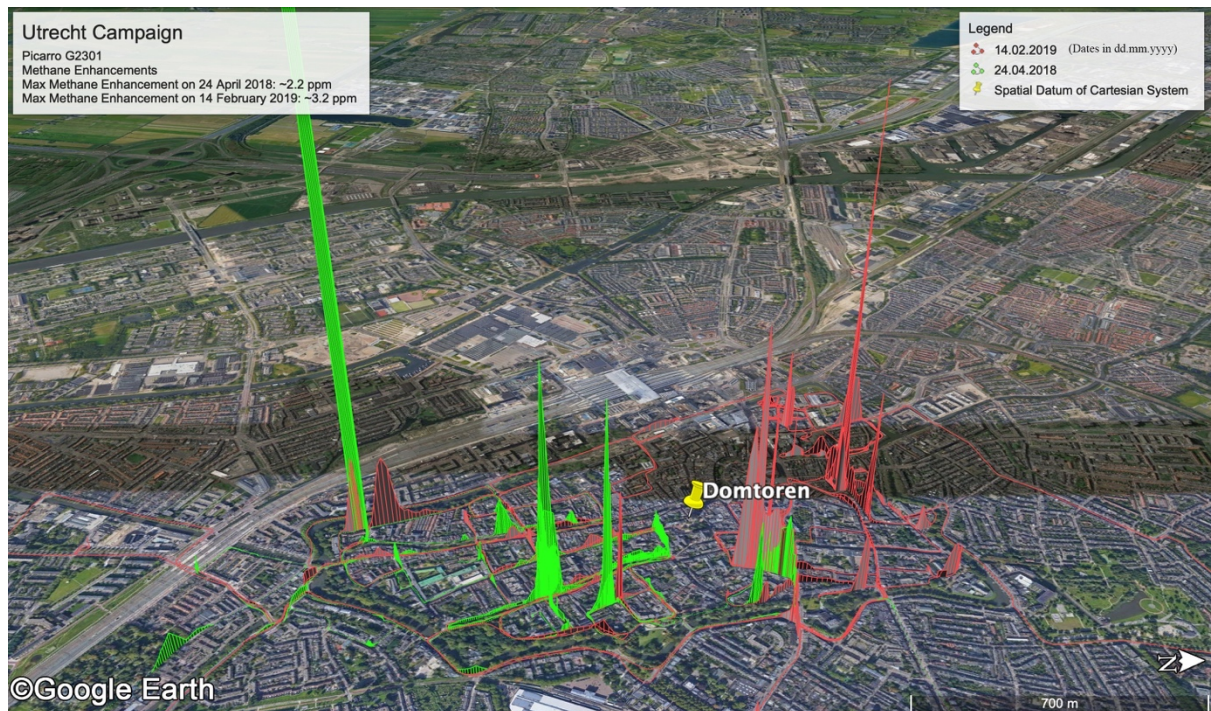 Utrecht Campaign
Picarro G2301
Methane Enhancements
Max Methane Enhancement on 24 April 2018: ~2.2 ppm
Max Methane Enhancement on 14 February 2019: ~3.2 ppm
Legend
14.02.2019 (Dates in dd.mm.yyyy)
24.04.2018
Spatial Datum of Cartesian System
Domtoren
N
©Google Earth
700 m